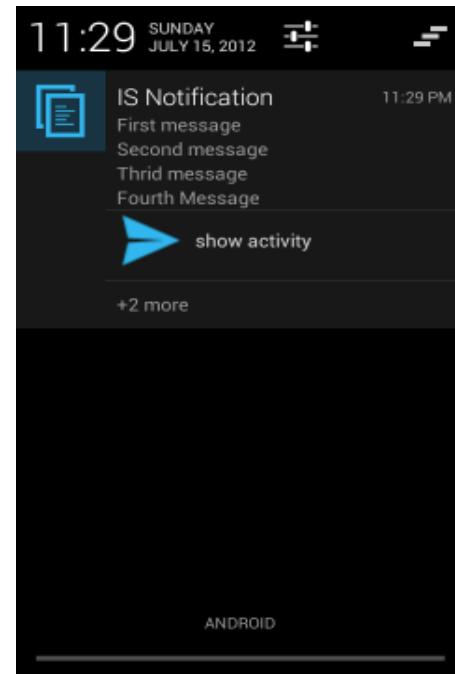 11:29 SUNDAY
JULY 15, 2012
IS Notification 11:29 PM
First message
Second message
Thrid message
Fourth Message
show activity
+2 more
ANDROID